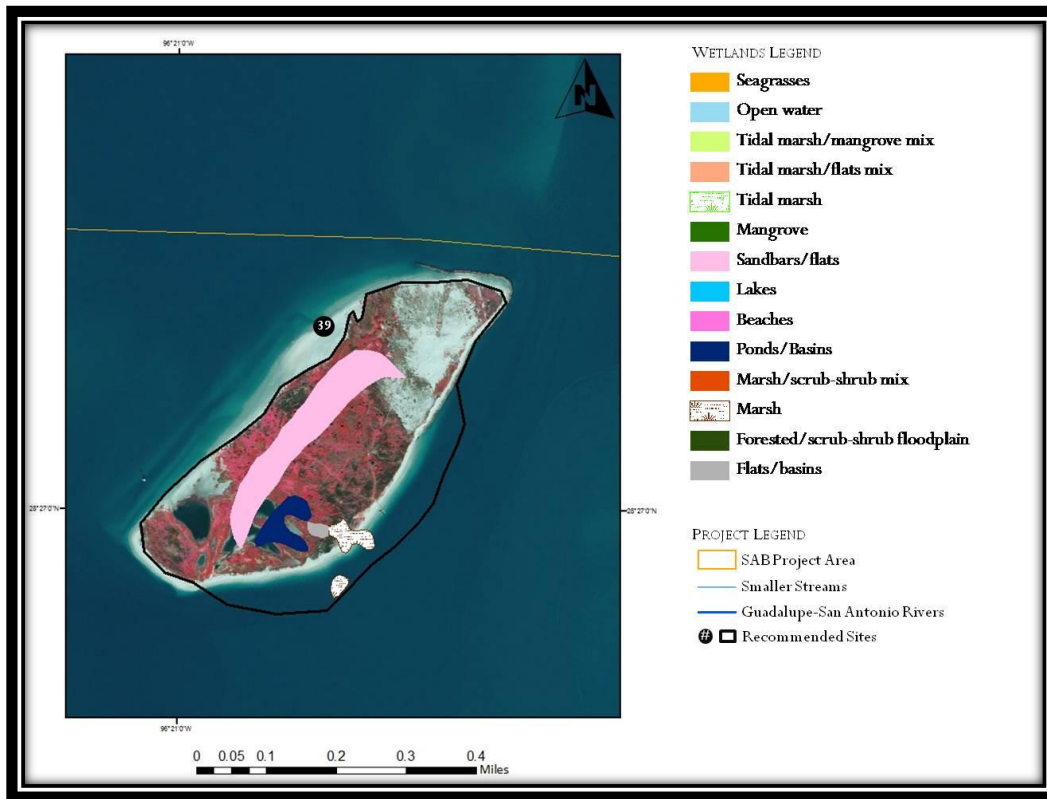 96°21'0"W
WETLANDS LEGEND
Seagrasses
Open water
Tidal marsh/mangrove mix
Tidal marsh/flats mix
Tidal marsh
Mangrove
Sandbars/flats
Lakes
Beaches
Ponds/Basins
Marsh/scrub-shrub mix
Marsh
Forested/scrub-shrub floodplain
Flats/basins
N
39
28°27'0"N
28°27'0"N
PROJECT LEGEND
SAB Project Area
Smaller Streams
Guadalupe-San Antonio Rivers
# Recommended Sites
96°21'0"W
0 0.05 0.1 0.2 0.3 0.4
Miles